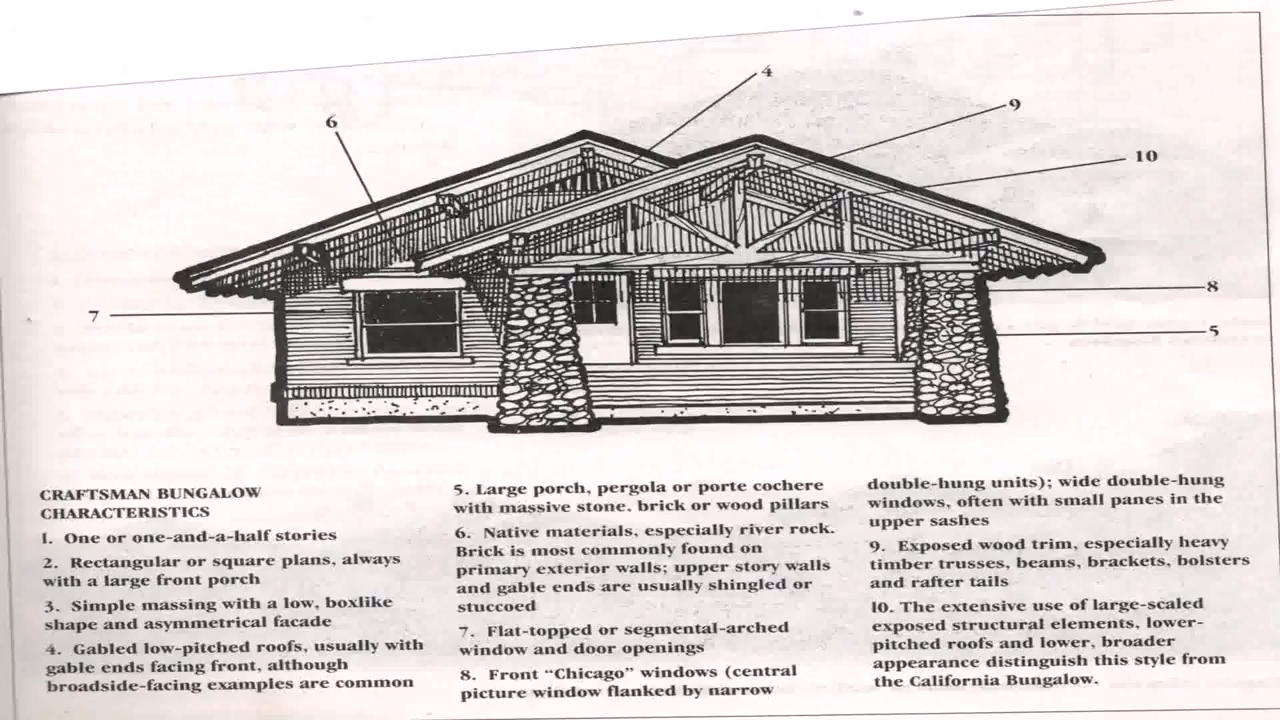 4
9
6
10
8
7
5
CRAFTSMAN BUNGALOW
CHARACTERISTICS
1. One or one-and-a-half stories
2. Rectangular or square plans, always
with a large front porch
3. Simple massing with a low, boxlike
shape and asymmetrical facade
4. Gabled low-pitched roofs, usually with
gable ends facing front, although
broadside-facing examples are common
5. Large porch, pergola or porte cochere
with massive stone. brick or wood pillars
6. Native materials, especially river rock.
Brick is most commonly found on
primary exterior walls; upper story walls
and gable ends are usually shingled or
stuccoed
7. Flat-topped or segmental-arched
window and door openings
8. Front “Chicago” windows (central
picture window flanked by narrow
double-hung units); wide double-hung
windows, often with small panes in the
upper sashes
9. Exposed wood trim, especially heavy
timber trusses, beams, brackets, bolsters
and rafter tails
10. The extensive use of large-scaled
exposed structural elements, lower-
pitched roofs and lower, broader
appearance distinguish this style from
the California Bungalow.